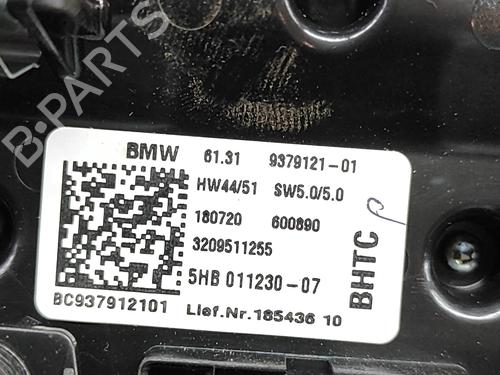 B-PARTS
BMW 61.31 9379121-01
HW44/51 SW5.0/5.0
180720 600890
3209511255
5HB 011230-07
BC937912101 Lief.Nr.185436 10
BHTC